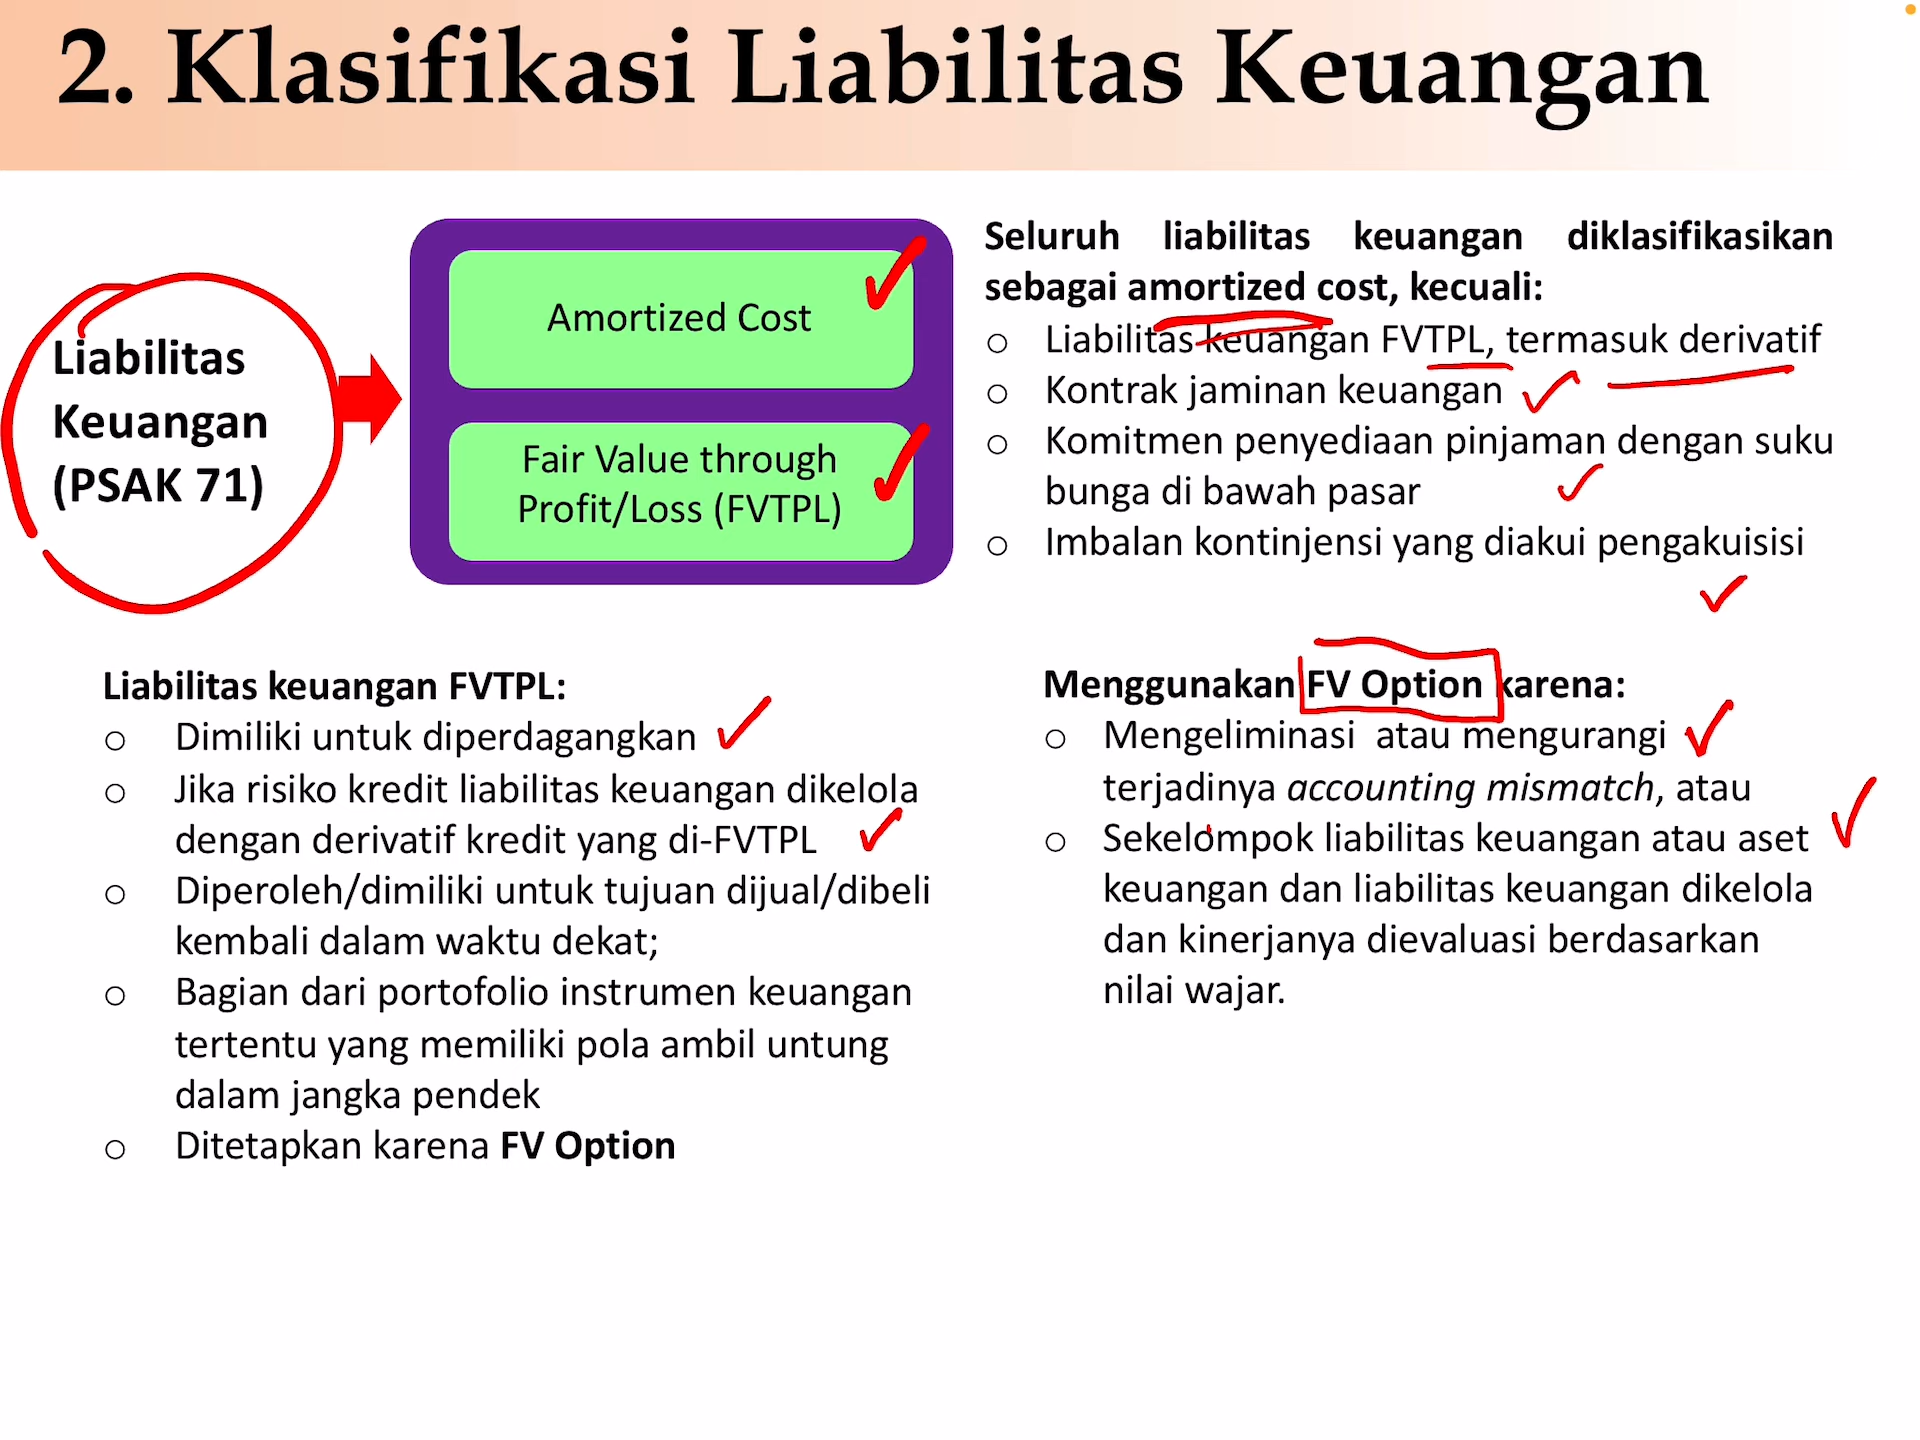 2. Klasifikasi Liabilitas Keuangan
Liabilitas
Keuangan
(PSAK 71)
Amortized Cost
Fair Value through
Profit/Loss (FVTPL)
Seluruh liabilitas keuangan diklasifikasikan
sebagai amortized cost, kecuali:
o Liabilitas keuangan FVTPL, termasuk derivatif
o Kontrak jaminan keuangan
o Komitmen penyediaan pinjaman dengan suku
bunga di bawah pasar
o Imbalan kontinjensi yang diakui pengakuisisi
Liabilitas keuangan FVTPL:
o Dimiliki untuk diperdagangkan
o Jika risiko kredit liabilitas keuangan dikelola
dengan derivatif kredit yang di-FVTPL
o Diperoleh/dimiliki untuk tujuan dijual/dibeli
kembali dalam waktu dekat;
o Bagian dari portofolio instrumen keuangan
tertentu yang memiliki pola ambil untung
dalam jangka pendek
o Ditetapkan karena FV Option
Menggunakan FV Option karena:
o Mengeliminasi atau mengurangi
terjadinya accounting mismatch, atau
o Sekelompok liabilitas keuangan atau aset
keuangan dan liabilitas keuangan dikelola
dan kinerjanya dievaluasi berdasarkan
nilai wajar.